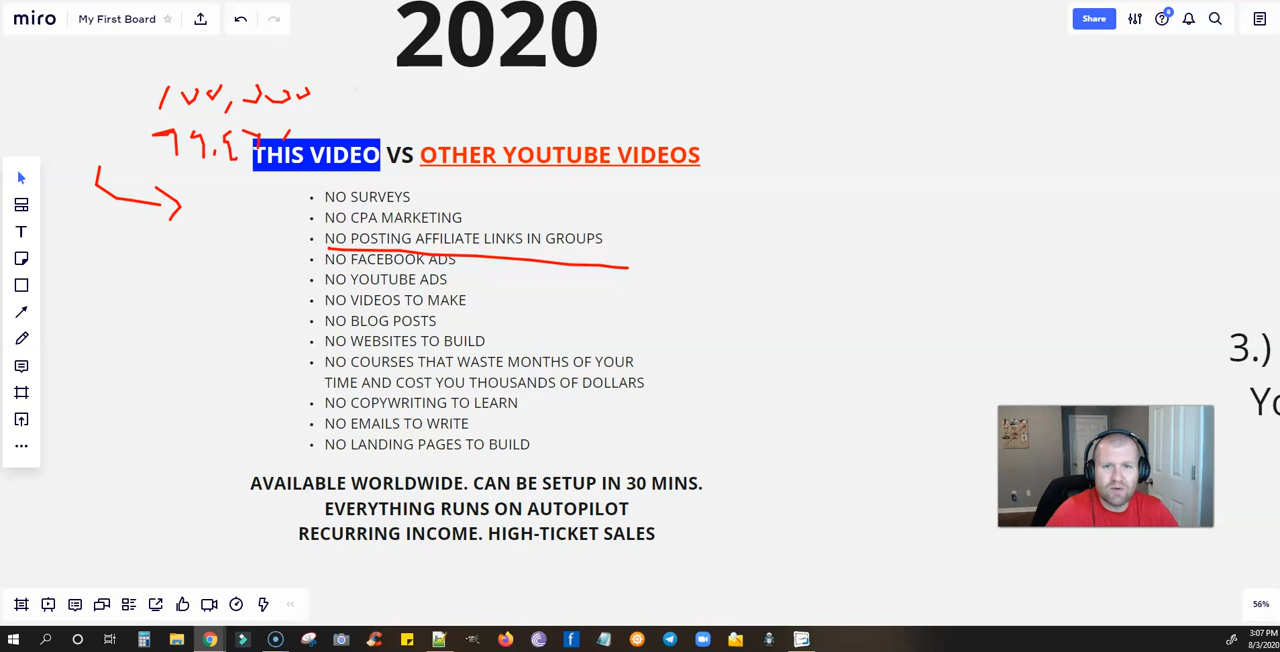 miro My First Board
Share
6
2020
THIS VIDEO VS OTHER YOUTUBE VIDEOS
• NO SURVEYS
• NO CPA MARKETING
• NO POSTING AFFILIATE LINKS IN GROUPS
• NO FACEBOOK ADS
• NO YOUTUBE ADS
• NO VIDEOS TO MAKE
• NO BLOG POSTS
• NO WEBSITES TO BUILD
• NO COURSES THAT WASTE MONTHS OF YOUR
TIME AND COST YOU THOUSANDS OF DOLLARS
• NO COPYWRITING TO LEARN
• NO EMAILS TO WRITE
• NO LANDING PAGES TO BUILD
AVAILABLE WORLDWIDE. CAN BE SETUP IN 30 MINS.
EVERYTHING RUNS ON AUTOPILOT
RECURRING INCOME. HIGH-TICKET SALES
3.)
Yo
56%
3:07 PM
8/3/2020